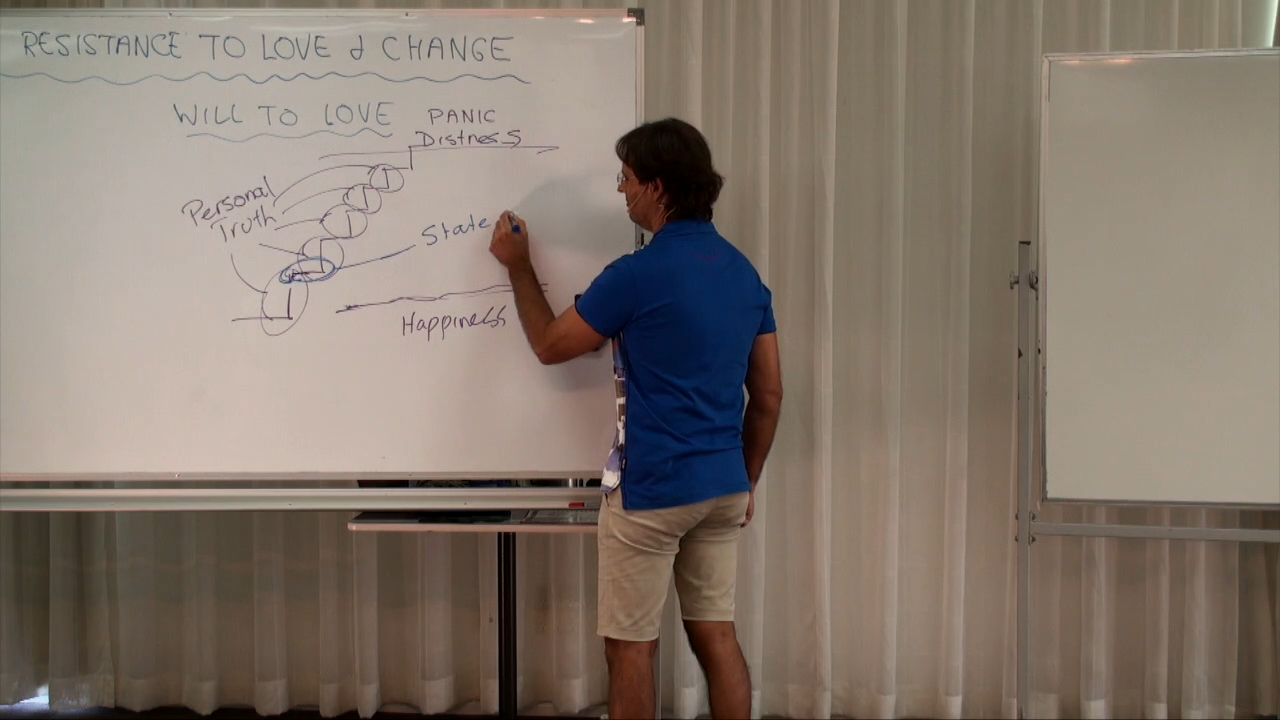 RESISTANCE TO LOVE & CHANGE
WILL TO LOVE
PANIC
Distress
Personal
Truth
State
Happiness